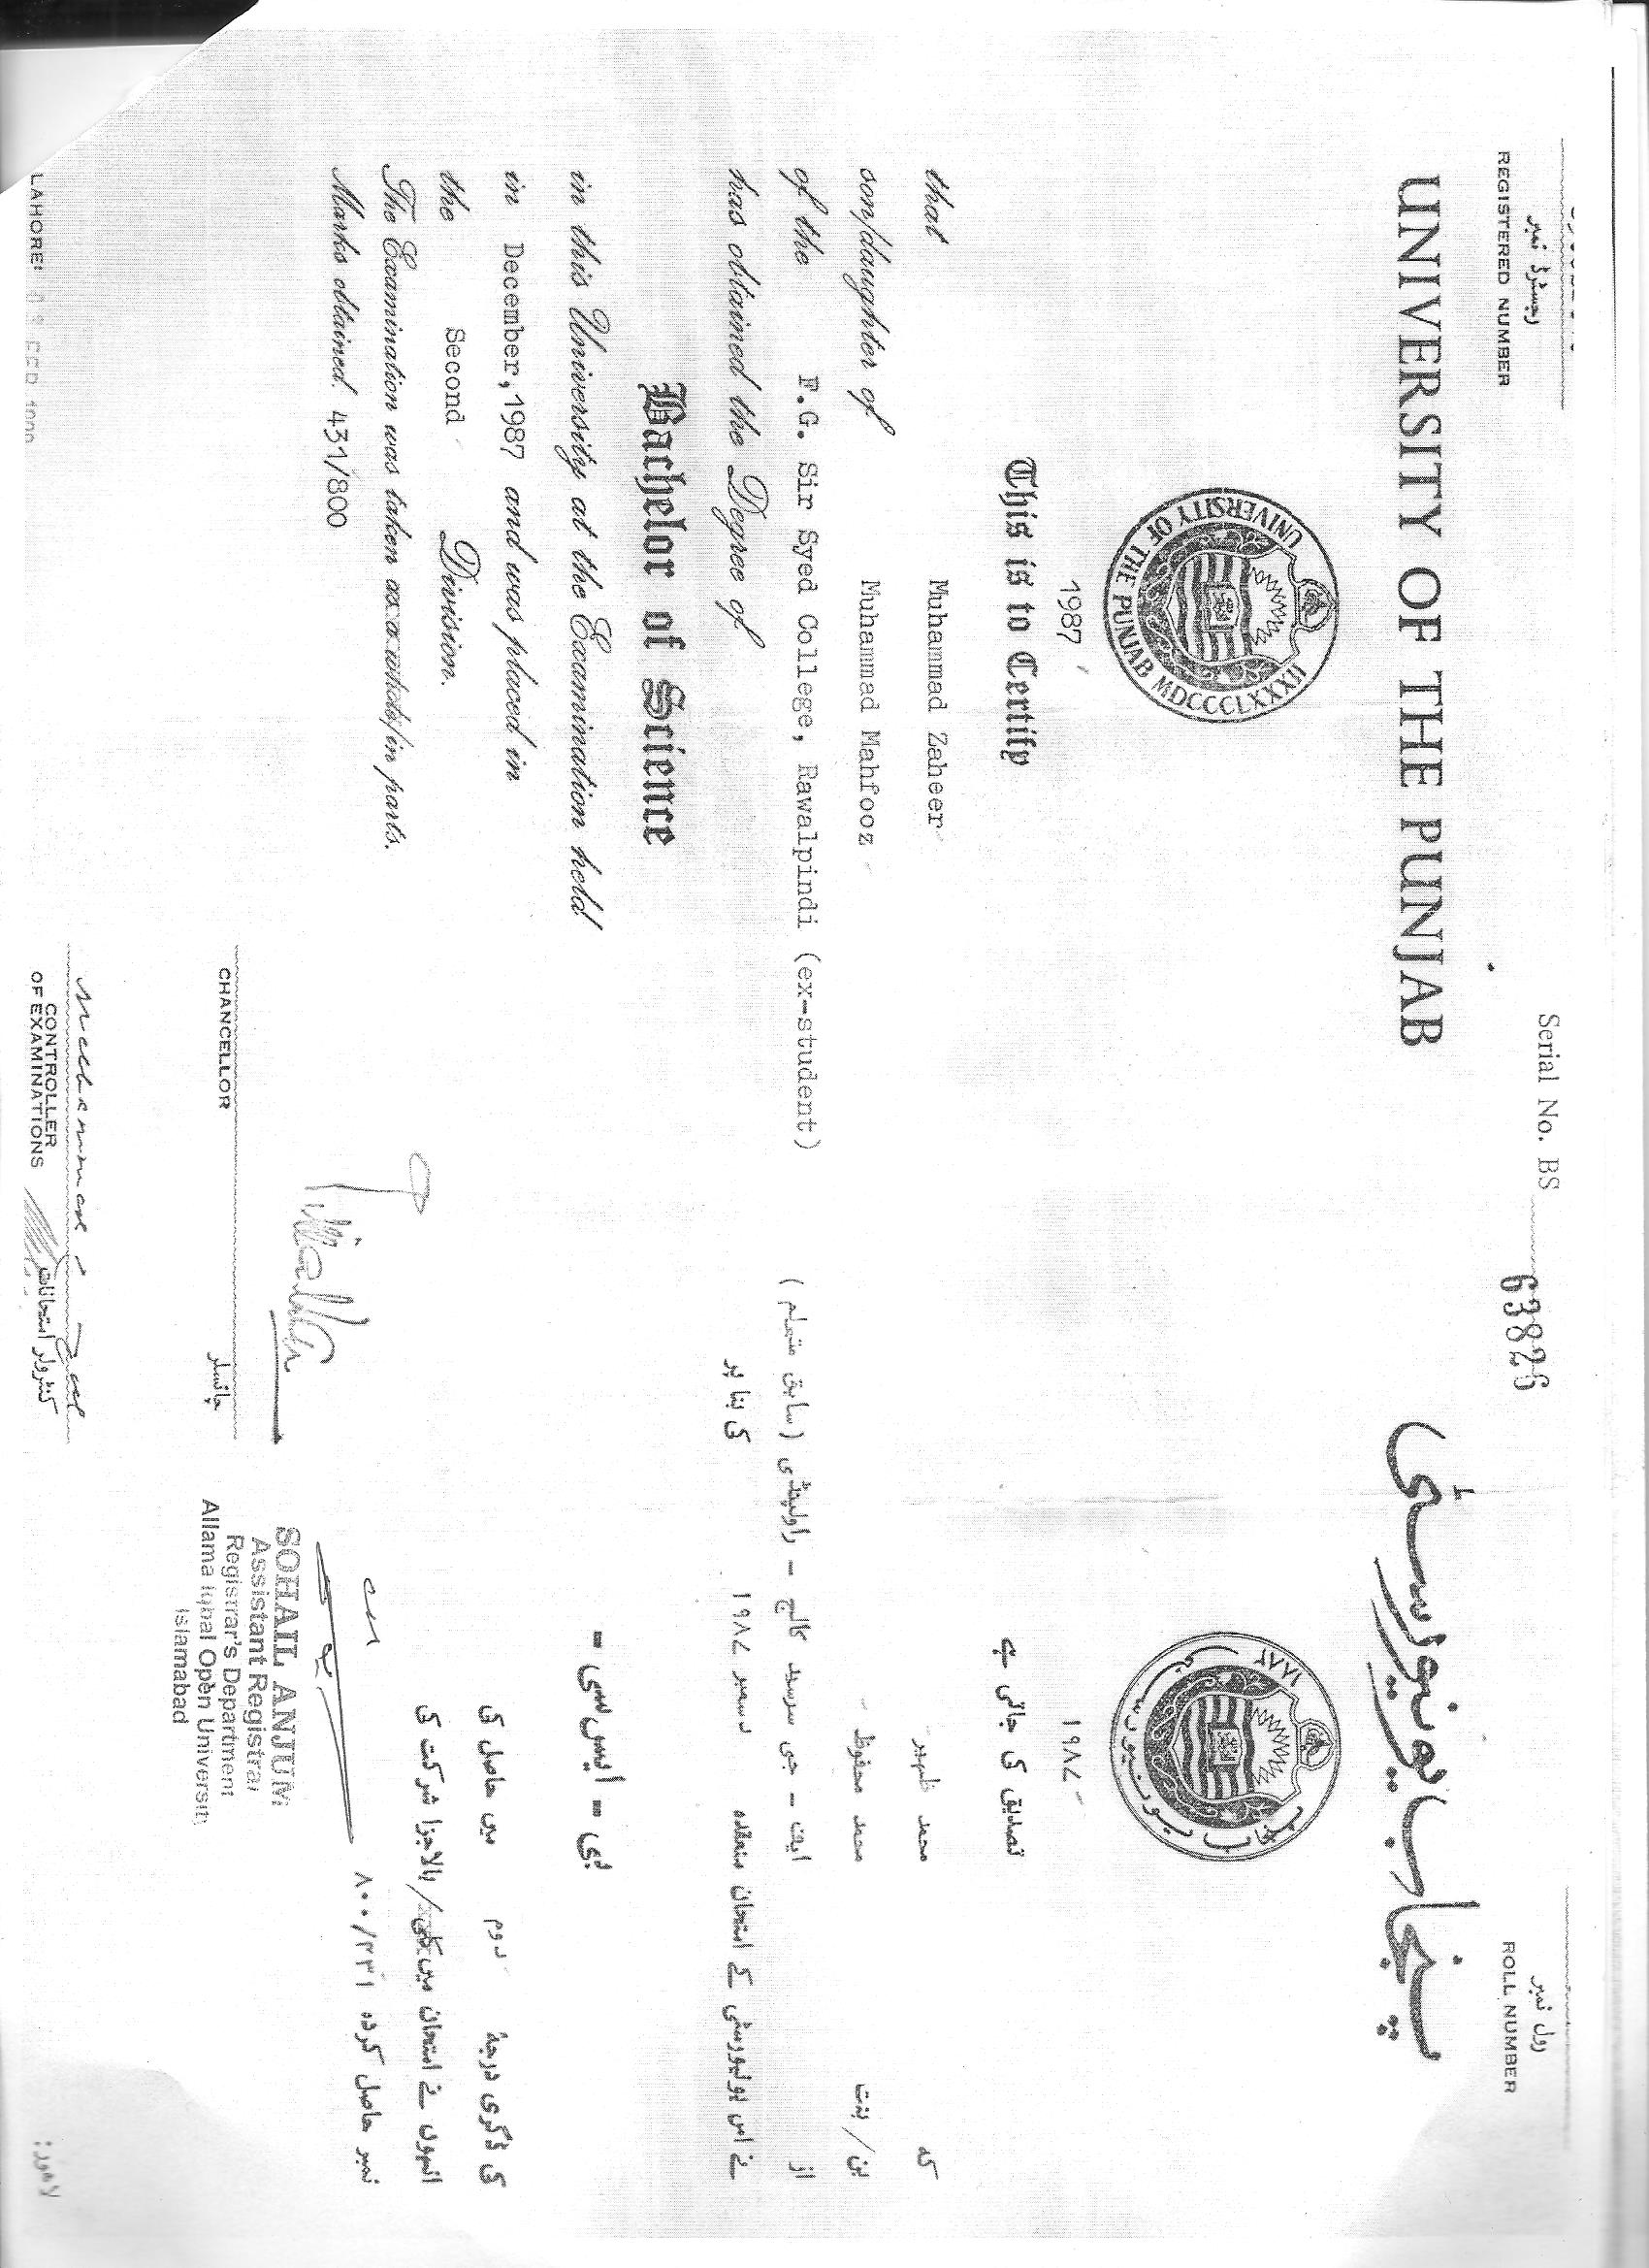 رجسٹرڈ نمبر
REGISTERED NUMBER
Serial No. BS 63826
رول نمبر
ROLL NUMBER
UNIVERSITY OF THE PUNJAB
پنجاب یونیورسٹی
UNIVERSITY OF THE PUNJAB MDCCCLXXXII
1987
This is to Certify
that Muhammad Zaheer
son/daughter of Muhammad Mahfooz
of the F.G. Sir Syed College, Rawalpindi (ex-student)
has obtained the Degree of
Bachelor of Science
in this University at the Examination held
in December,1987 and was placed in
the Second Division.
The Examination was taken as a whole/in parts.
Marks obtained 431/800
۱۹۸۷
تصدیق کی جاتی ہے
کہ محمد ظہیر
بن/بنت محمد محفوظ
از ایف - جی سرسید کالج - راولپنڈی (سابق متعلم)
نے اس یونیورسٹی کے امتحان منعقدہ دسمبر ۱۹۸۷ کی بنا پر
بی - ایس سی -
کی ڈگری درجۂ دوم میں حاصل کی
انہوں نے امتحان میں کلی/بالاجزا شرکت کی
نمبر حاصل کردہ ۸۰۰/۴۳۱
CHANCELLOR
چانسلر
SOHAIL ANJUM
Assistant Registrar
Registrar's Department
Allama Iqbal Open University
Islamabad
LAHORE:
CONTROLLER
OF EXAMINATIONS
کنٹرولر امتحانات
لاہور: